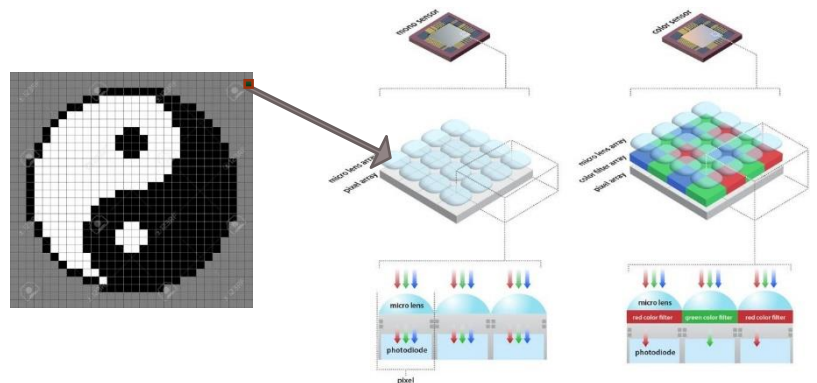 mono sensor
color sensor
micro lens array
pixel array
micro lens array
color filter array
pixel array
micro lens
photodiode
pixel
micro lens
red color filter
green color filter
red color filter
photodiode